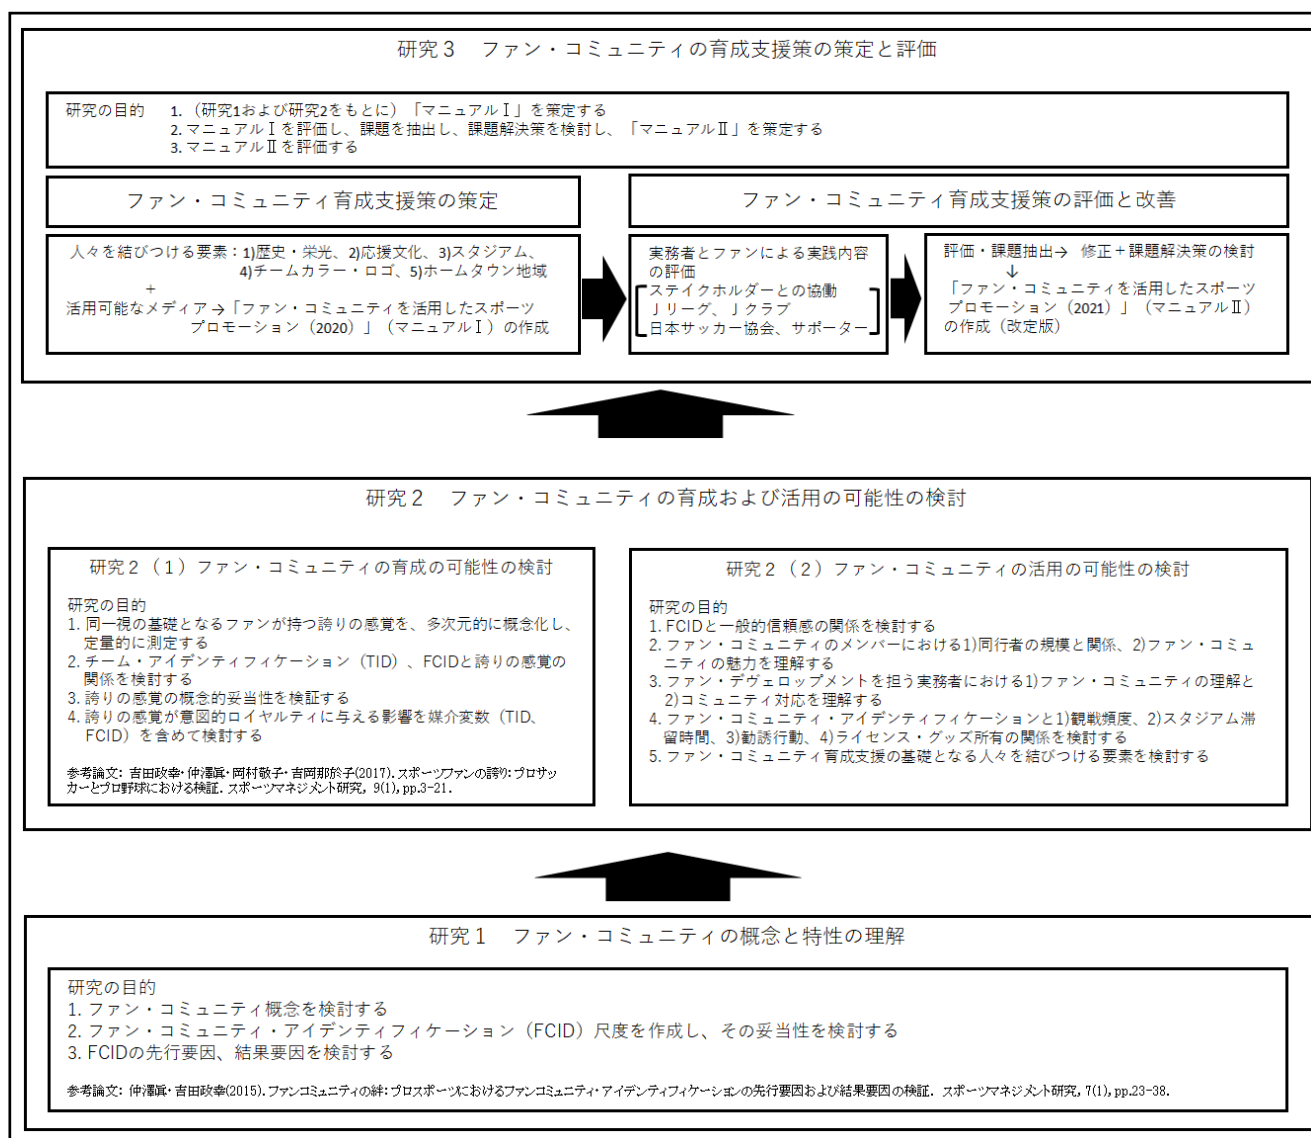 研究３　ファン・コミュニティの育成支援策の策定と評価
研究の目的　1. （研究1および研究2をもとに）「マニュアルⅠ」を策定する
2. マニュアルⅠを評価し、課題を抽出し、課題解決策を検討し、「マニュアルⅡ」を策定する
3. マニュアルⅡを評価する
ファン・コミュニティ育成支援策の策定
人々を結びつける要素：1)歴史・栄光、2)応援文化、3)スタジアム、
4)チームカラー・ロゴ、5)ホームタウン地域
+
活用可能なメディア→「ファン・コミュニティを活用したスポーツ
プロモーション（2020）」（マニュアルⅠ）の作成
ファン・コミュニティ育成支援策の評価と改善
実務者とファンによる実践内容
の評価
ステイクホルダーとの協働
Ｊリーグ、Ｊクラブ
日本サッカー協会、サポーター
評価・課題抽出→ 修正＋課題解決策の検討
↓
「ファン・コミュニティを活用したスポーツ
プロモーション（2021）」（マニュアルⅡ）
の作成（改定版）
研究２　ファン・コミュニティの育成および活用の可能性の検討
研究２（１）ファン・コミュニティの育成の可能性の検討
研究の目的
1. 同一視の基礎となるファンが持つ誇りの感覚を、多次元的に概念化し、
定量的に測定する
2. チーム・アイデンティフィケーション（TID）、FCIDと誇りの感覚の
関係を検討する
3. 誇りの感覚の概念的妥当性を検証する
4. 誇りの感覚が意図的ロイヤルティに与える影響を媒介変数（TID、
FCID）を含めて検討する
参考論文：吉田政幸・仲澤眞・岡村敬子・吉岡那於子(2017).スポーツファンの誇り：プロサッ
カーとプロ野球における検証．スポーツマネジメント研究, 9(1), pp.3-21.
研究２（２）ファン・コミュニティの活用の可能性の検討
研究の目的
1. FCIDと一般的信頼感の関係を検討する
2. ファン・コミュニティのメンバーにおける1)同行者の規模と関係、2)ファン・コミュ
ニティの魅力を理解する
3. ファン・デヴェロップメントを担う実務者における1)ファン・コミュニティの理解と
2)コミュニティ対応を理解する
4. ファン・コミュニティ・アイデンティフィケーションと1)観戦頻度、2)スタジアム滞
留時間、3)勧誘行動、4)ライセンス・グッズ所有の関係を検討する
5. ファン・コミュニティ育成支援の基礎となる人々を結びつける要素を検討する
研究１　ファン・コミュニティの概念と特性の理解
研究の目的
1. ファン・コミュニティ概念を検討する
2. ファン・コミュニティ・アイデンティフィケーション（FCID）尺度を作成し、その妥当性を検討する
3. FCIDの先行要因、結果要因を検討する
参考論文：仲澤眞・吉田政幸(2015).ファンコミュニティの絆：プロスポーツにおけるファンコミュニティ・アイデンティフィケーションの先行要因および結果要因の検証．スポーツマネジメント研究, 7(1), pp.23-38.